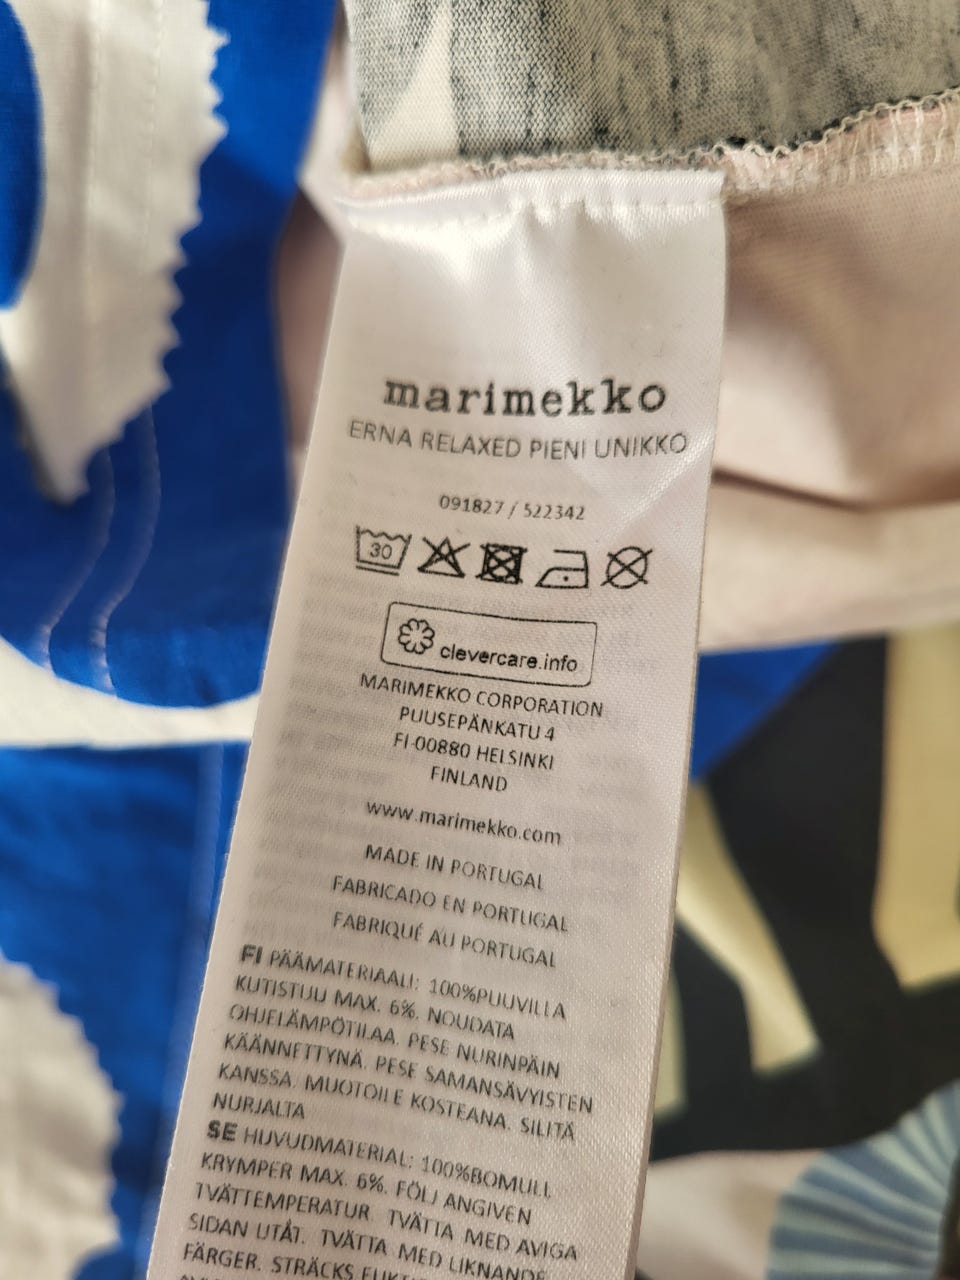 marimekko
ERNA RELAXED PIENI UNIKKO
091827 / 522342
30
clevercare.info
MARIMEKKO CORPORATION
PUUSEPÄNKATU 4
FI-00880 HELSINKI
FINLAND
www.marimekko.com
MADE IN PORTUGAL
FABRICADO EN PORTUGAL
FABRIQUÉ AU PORTUGAL
FI PÄÄMATERIAALI: 100%PUUVILLA
KUTISTUU MAX. 6%. NOUDATA
OHJELÄMPÖTILAA. PESE NURINPÄIN
KÄÄNNETTYNÄ. PESE SAMANSÄVYISTEN
KANSSA. MUOTOILE KOSTEANA. SILITÄ
NURJALTA
SE HUVUDMATERIAL: 100%BOMULL
KRYMPER MAX. 6%. FÖLJ ANGIVEN
TVÄTTEMPERATUR. TVÄTTA MED AVIGA
SIDAN UTÅT. TVÄTTA MED LIKNANDE
FÄRGER. STRÄCKS